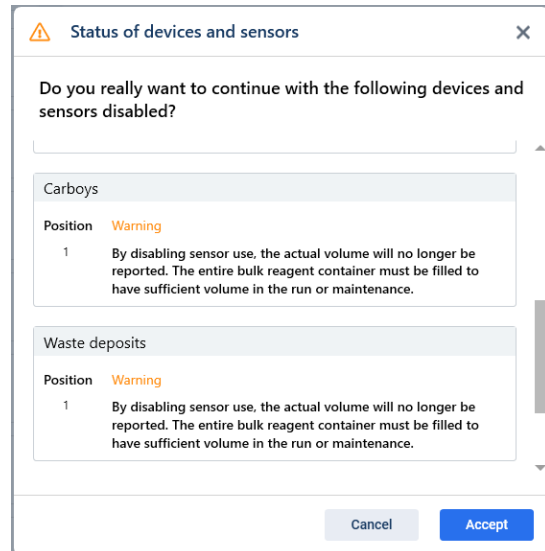 Status of devices and sensors
Do you really want to continue with the following devices and
sensors disabled?
Carboys
Position Warning
1 By disabling sensor use, the actual volume will no longer be
reported. The entire bulk reagent container must be filled to
have sufficient volume in the run or maintenance.
Waste deposits
Position Warning
1 By disabling sensor use, the actual volume will no longer be
reported. The entire bulk reagent container must be filled to
have sufficient volume in the run or maintenance.
Cancel Accept